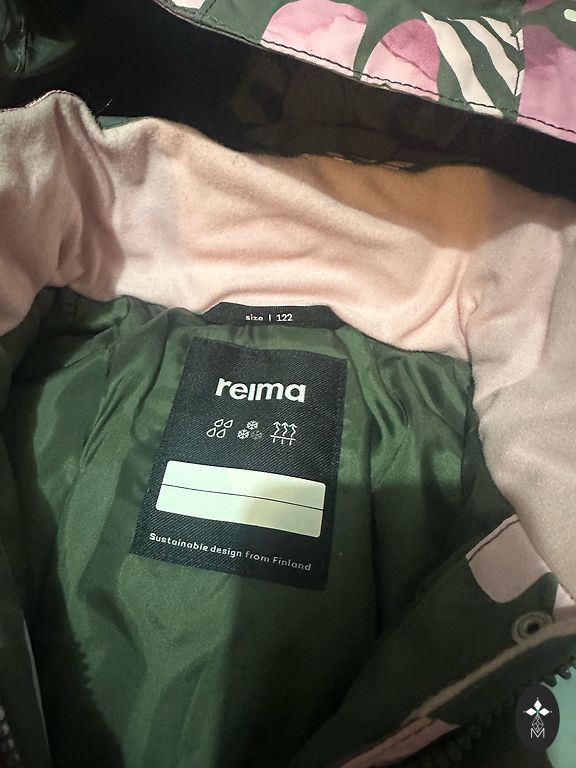 size | 122
reima
Sustainable design from Finland
M